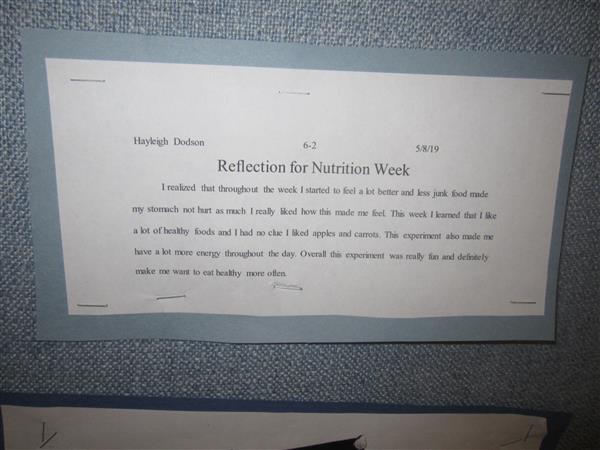 Hayleigh Dodson 6-2 5/8/19
Reflection for Nutrition Week
I realized that throughout the week I started to feel a lot better and less junk food made
my stomach not hurt as much I really liked how this made me feel. This week I learned that I like
a lot of healthy foods and I had no clue I liked apples and carrots. This experiment also made me
have a lot more energy throughout the day. Overall this experiment was really fun and definitely
make me want to eat healthy more often.